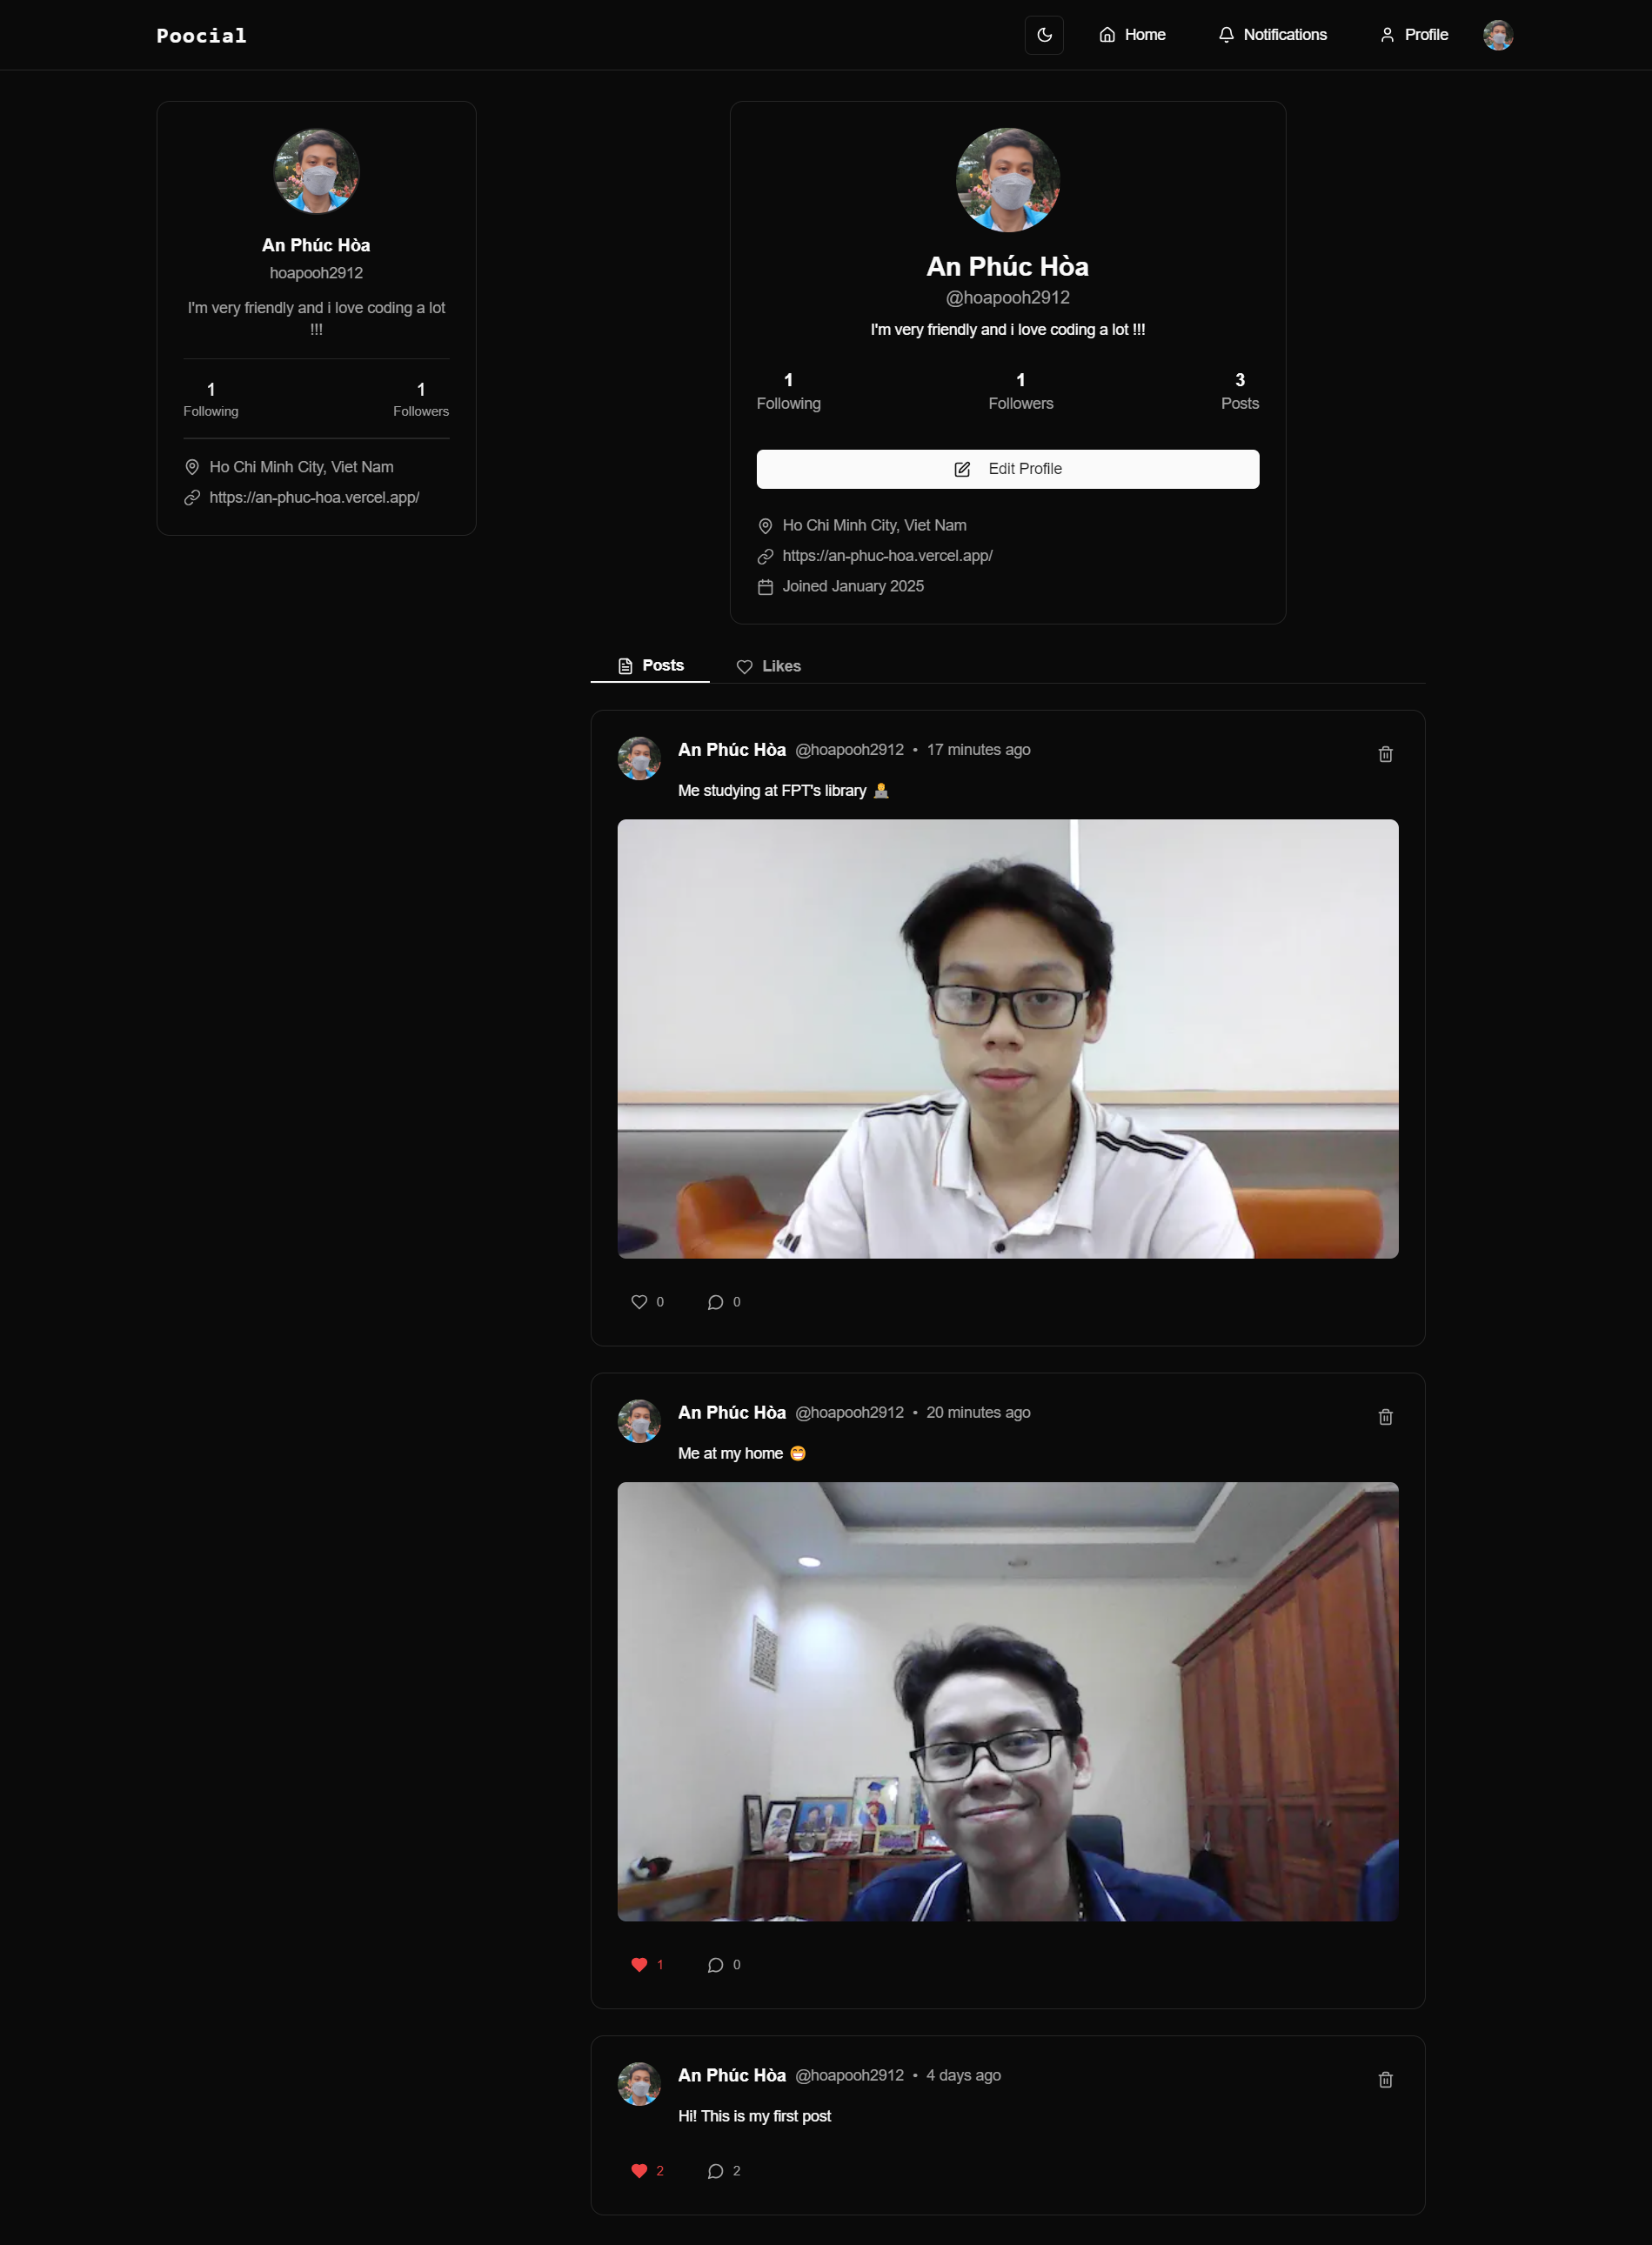 Poocial
Home
Notifications
Profile
An Phúc Hòa
hoapooh2912
I'm very friendly and i love coding a lot
!!!
1
Following
1
Followers
Ho Chi Minh City, Viet Nam
https://an-phuc-hoa.vercel.app/
An Phúc Hòa
@hoapooh2912
I'm very friendly and i love coding a lot !!!
1
Following
1
Followers
3
Posts
Edit Profile
Ho Chi Minh City, Viet Nam
https://an-phuc-hoa.vercel.app/
Joined January 2025
Posts
Likes
An Phúc Hòa @hoapooh2912 • 17 minutes ago
Me studying at FPT's library 🧑‍💻
0
0
An Phúc Hòa @hoapooh2912 • 20 minutes ago
Me at my home 😁
1
0
An Phúc Hòa @hoapooh2912 • 4 days ago
Hi! This is my first post
2
2